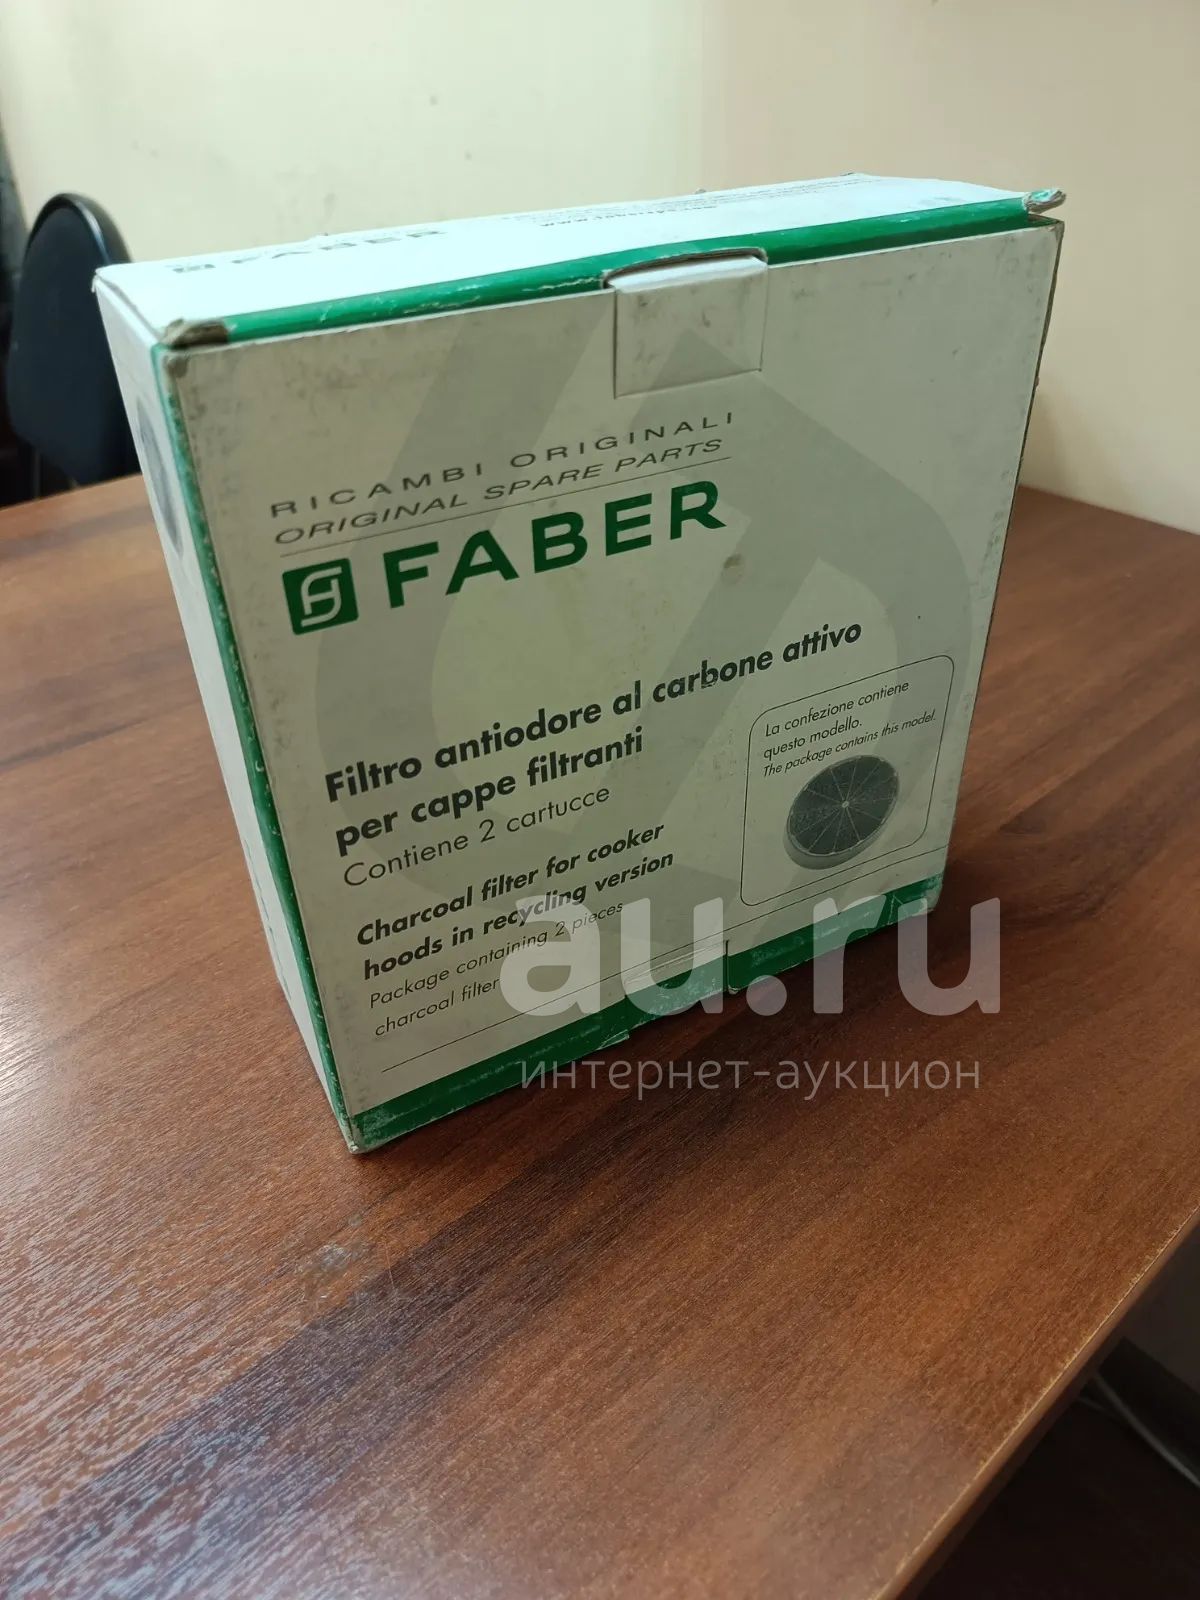 FABER
RICAMBI ORIGINALI
ORIGINAL SPARE PARTS
FABER
Filtro antiodore al carbone attivo
per cappe filtranti
Contiene 2 cartucce
Charcoal filter for cooker
hoods in recycling version
Package containing 2 pieces
charcoal filter
La confezione contiene
questo modello.
The package contains this model.
au.ru
интернет-аукцион